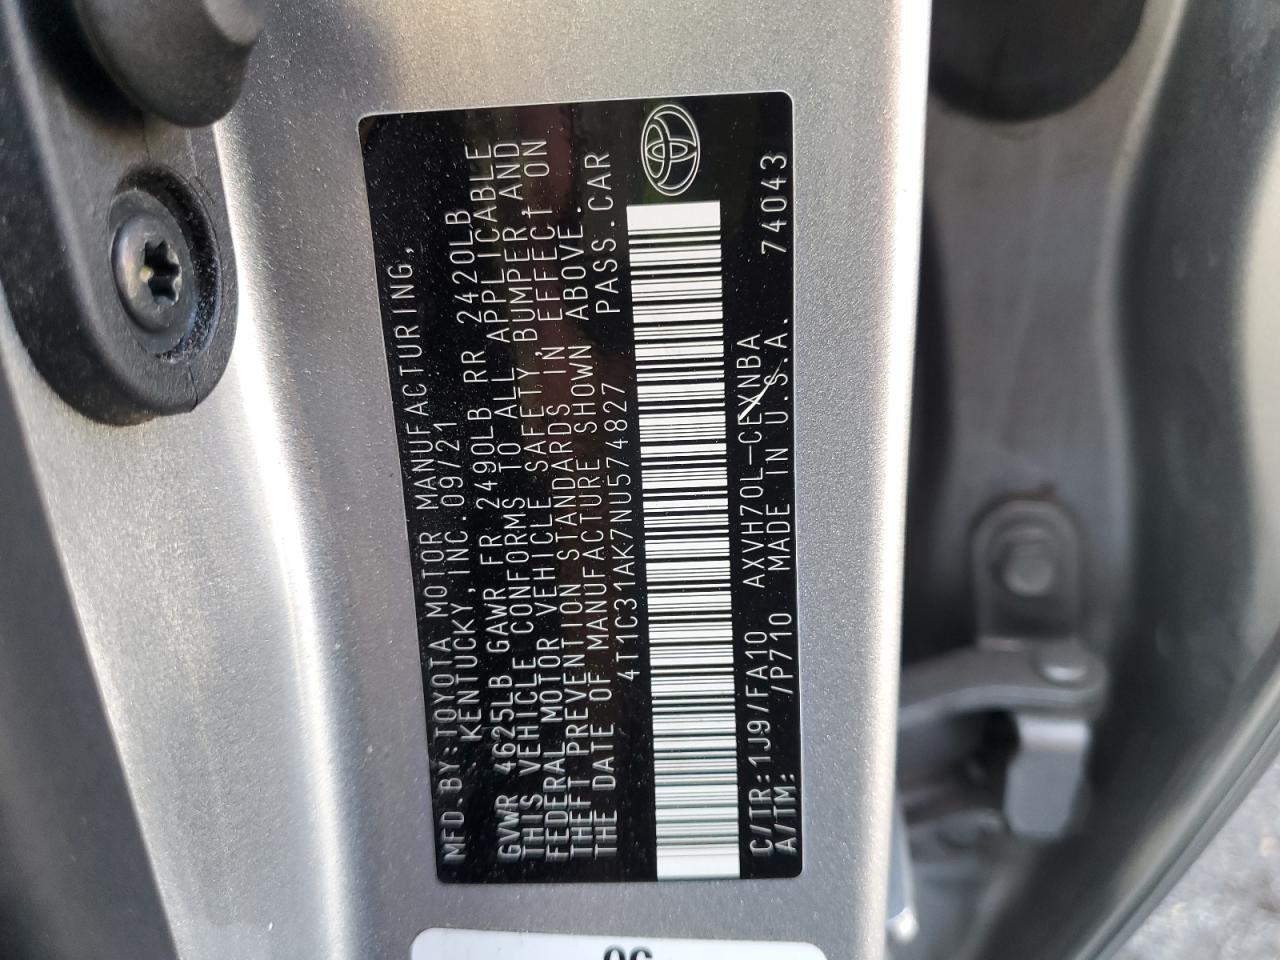 MFD.BY:TOYOTA MOTOR MANUFACTURING,
KENTUCKY,INC.09/21
GVWR 4625LB GAWR FR 2490LB RR 2420LB
THIS VEHICLE CONFORMS TO ALL APPLICABLE
FEDERAL MOTOR VEHICLE SAFETY,BUMPER,AND
THEFT PREVENTION STANDARDS IN EFFECT ON
THE DATE OF MANUFACTURE SHOWN ABOVE.
4T1C31AK7NU574827 PASS.CAR
C/TR:1J9/FA10 AXVH70L-CEXNBA
A/TM: /P710 MADE IN U.S.A. 74043